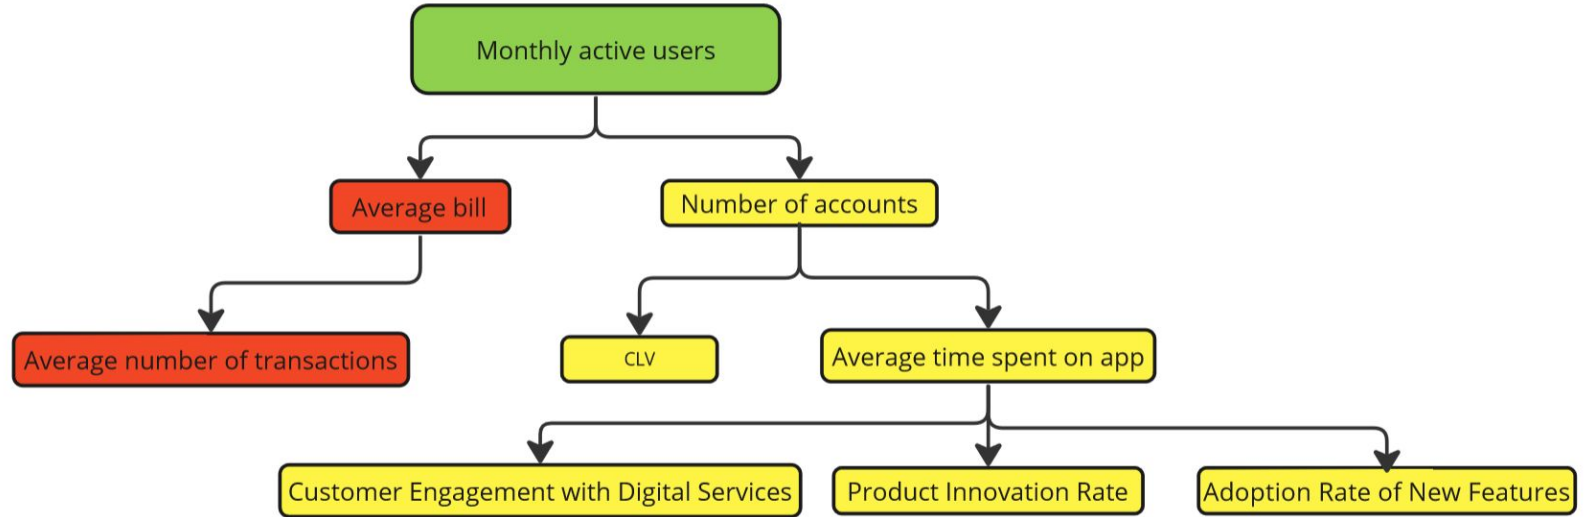 Monthly active users
Average bill
Number of accounts
Average number of transactions
CLV
Average time spent on app
Customer Engagement with Digital Services
Product Innovation Rate
Adoption Rate of New Features